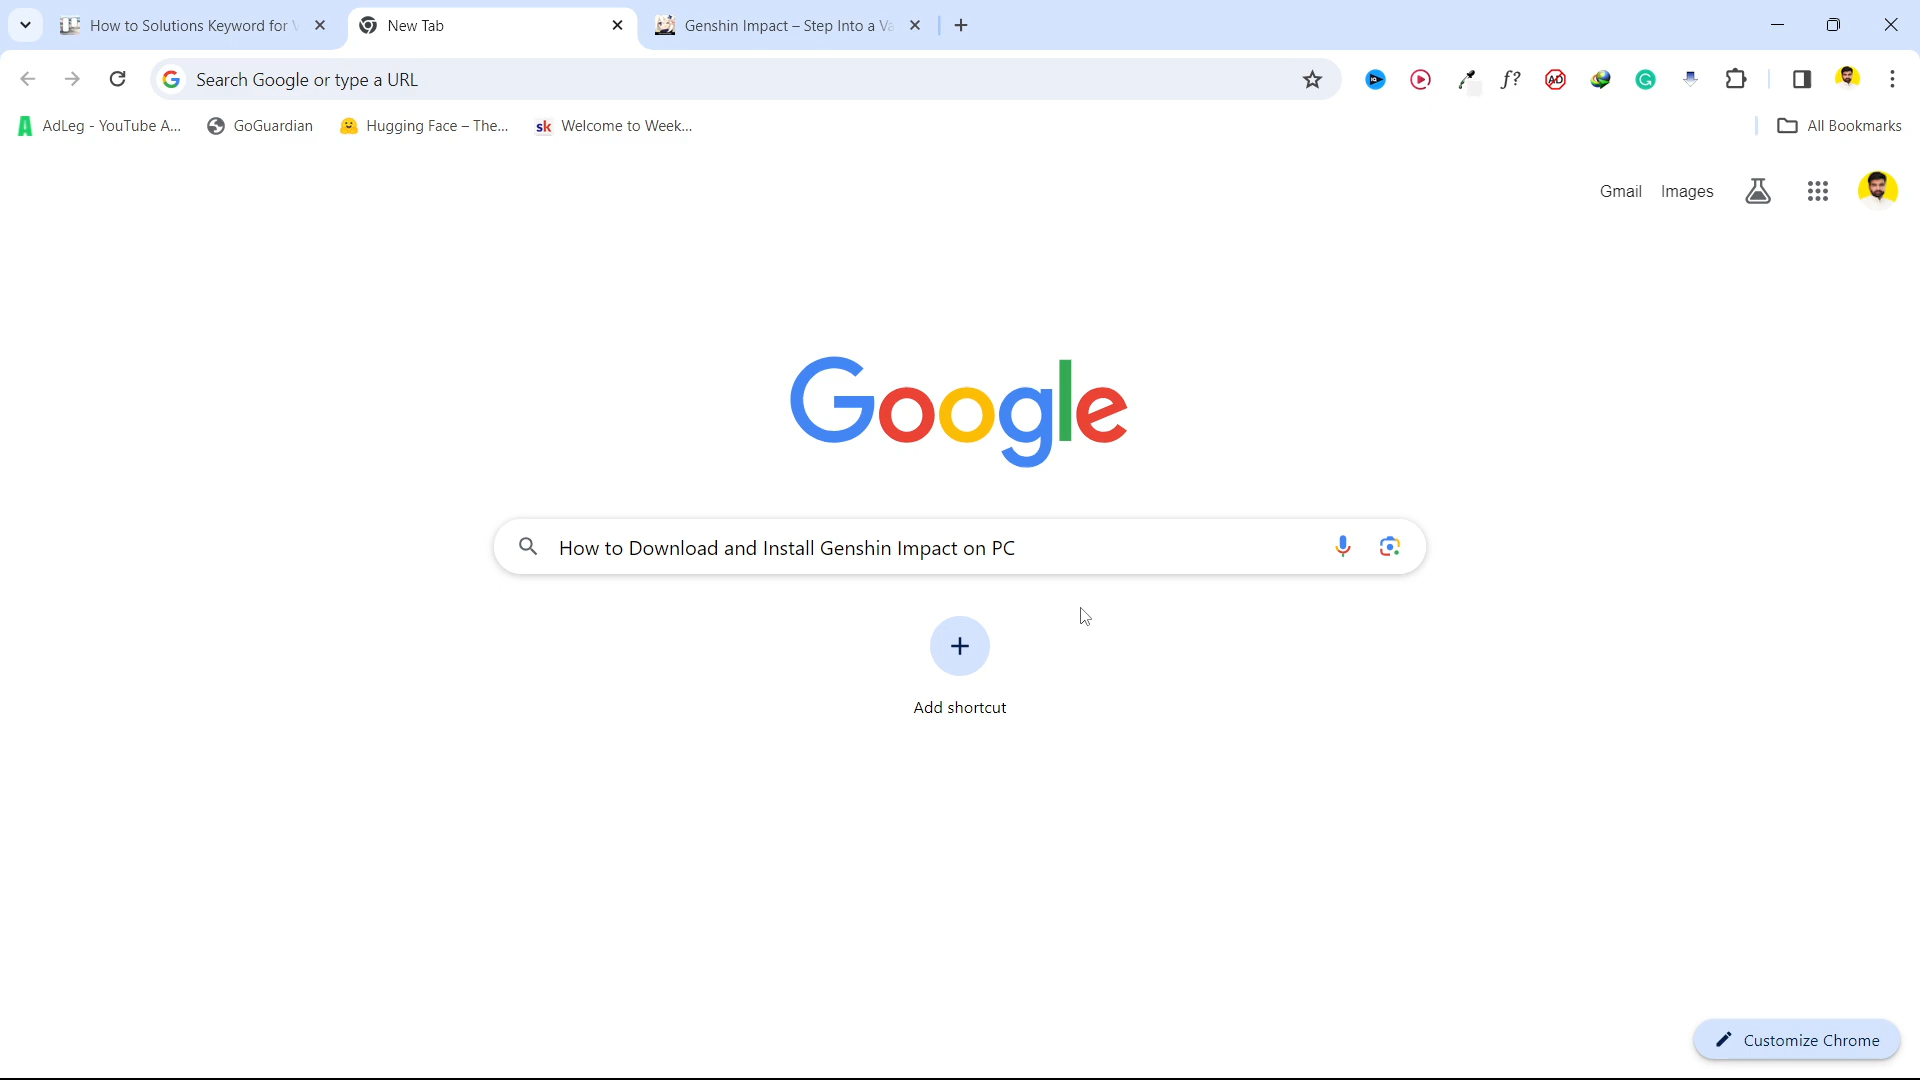 How to Solutions Keyword for
New Tab
Genshin Impact – Step Into a Va
Search Google or type a URL
AdLeg - YouTube A...
GoGuardian
Hugging Face – The...
sk Welcome to Week...
All Bookmarks
Gmail
Images
Google
How to Download and Install Genshin Impact on PC
Add shortcut
Customize Chrome